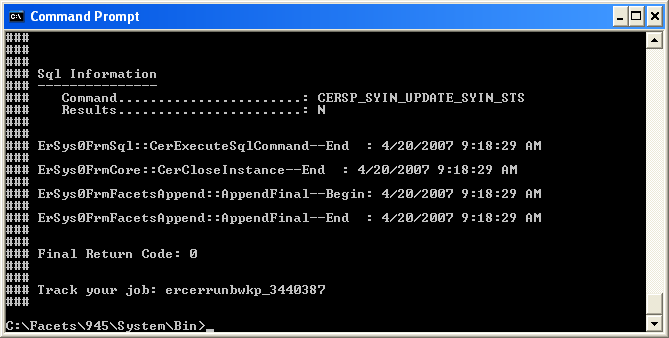 Command Prompt
###
###
###
### Sql Information
### ---------------
###    Command.......................: CERSP_SYIN_UPDATE_SYIN_STS
###    Results.......................: N
###
###
### ErSys0FrmSql::CerExecuteSqlCommand--End  : 4/20/2007 9:18:29 AM
###
### ErSys0FrmCore::CerCloseInstance--End  : 4/20/2007 9:18:29 AM
###
### ErSys0FrmFacetsAppend::AppendFinal--Begin: 4/20/2007 9:18:29 AM
###
### ErSys0FrmFacetsAppend::AppendFinal--End  : 4/20/2007 9:18:29 AM
###
###
### Final Return Code: 0
###
###
### Track your job: ercerrunbwkp_3440387
###
C:\Facets\945\System\Bin>_